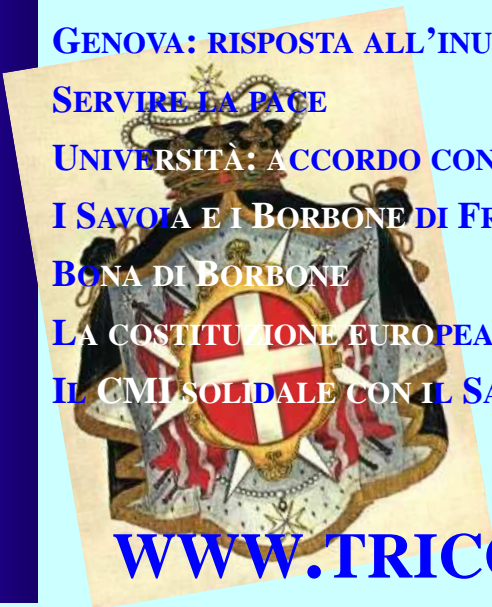 GENOVA: RISPOSTA ALL'INU
SERVIRE LA PACE
UNIVERSITÀ: ACCORDO CON
I SAVOIA E I BORBONE DI FR
BONA DI BORBONE
LA COSTITUZIONE EUROPEA
IL CMI SOLIDALE CON IL SA
WWW.TRICO